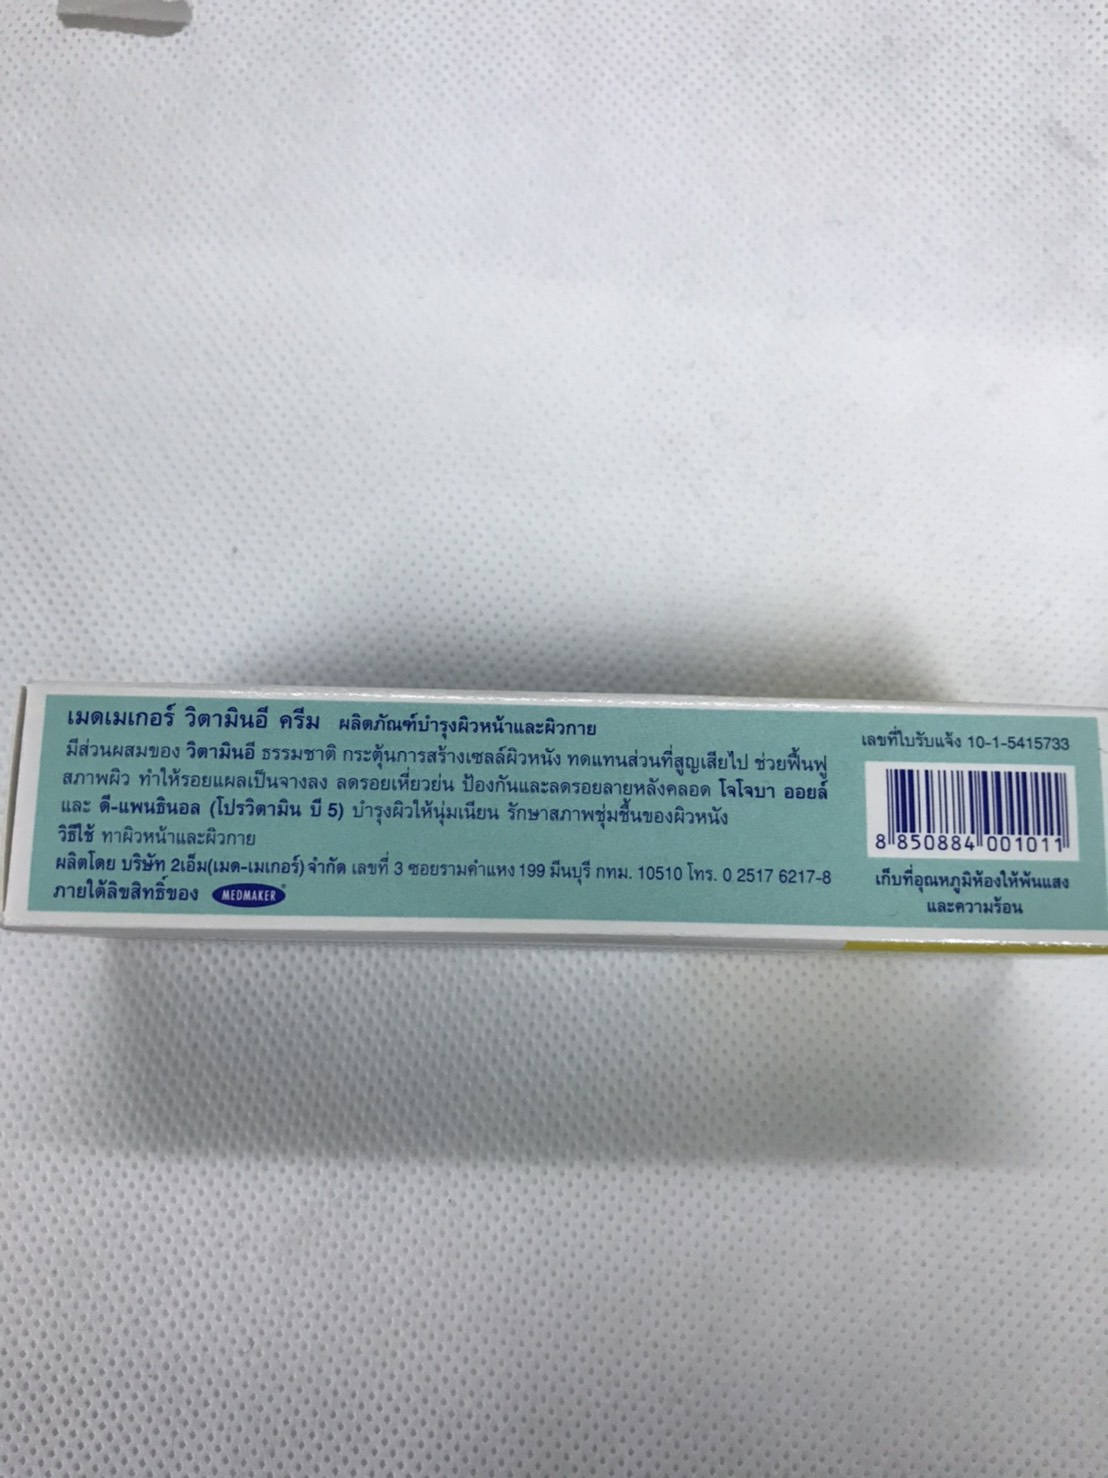 เมดเมเกอร์ วิตามินอี ครีม ผลิตภัณฑ์บำรุงผิวหน้าและผิวกาย
มีส่วนผสมของ วิตามินอี ธรรมชาติ กระตุ้นการสร้างเซลล์ผิวหนัง ทดแทนส่วนที่สูญเสียไป ช่วยฟื้นฟู
สภาพผิว ทำให้รอยแผลเป็นจางลง ลดรอยเหี่ยวย่น ป้องกันและลดรอยลายหลังคลอด โจโจบา ออยล์
และ ดี-แพนธินอล (โปรวิตามิน บี 5) บำรุงผิวให้นุ่มเนียน รักษาสภาพชุ่มชื้นของผิวหนัง
วิธีใช้ ทาผิวหน้าและผิวกาย
ผลิตโดย บริษัท 2เอ็ม(เมด-เมเกอร์) จำกัด เลขที่ 3 ซอยรามคำแหง 199 มีนบุรี กทม. 10510 โทร. 0 2517 6217-8
ภายใต้ลิขสิทธิ์ของ MEDMAKER®
เลขที่ใบรับแจ้ง 10-1-5415733
8 850884 001011
เก็บที่อุณหภูมิห้องให้พ้นแสง
และความร้อน